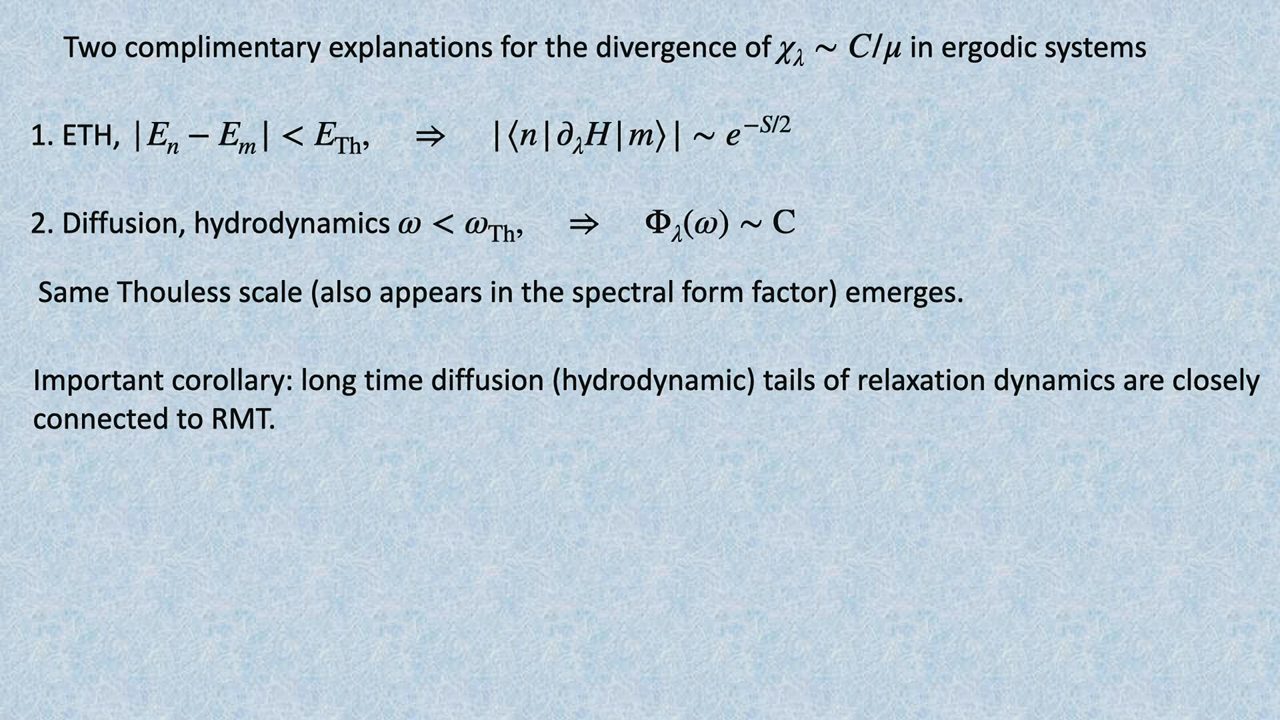 Two complimentary explanations for the divergence of χ_λ ~ C/μ in ergodic systems
1. ETH, |E_n − E_m| < E_Th, ⇒ |⟨n|∂_λH|m⟩| ~ e^{−S/2}
2. Diffusion, hydrodynamics ω < ω_Th, ⇒ Φ_λ(ω) ~ C
Same Thouless scale (also appears in the spectral form factor) emerges.
Important corollary: long time diffusion (hydrodynamic) tails of relaxation dynamics are closely
connected to RMT.